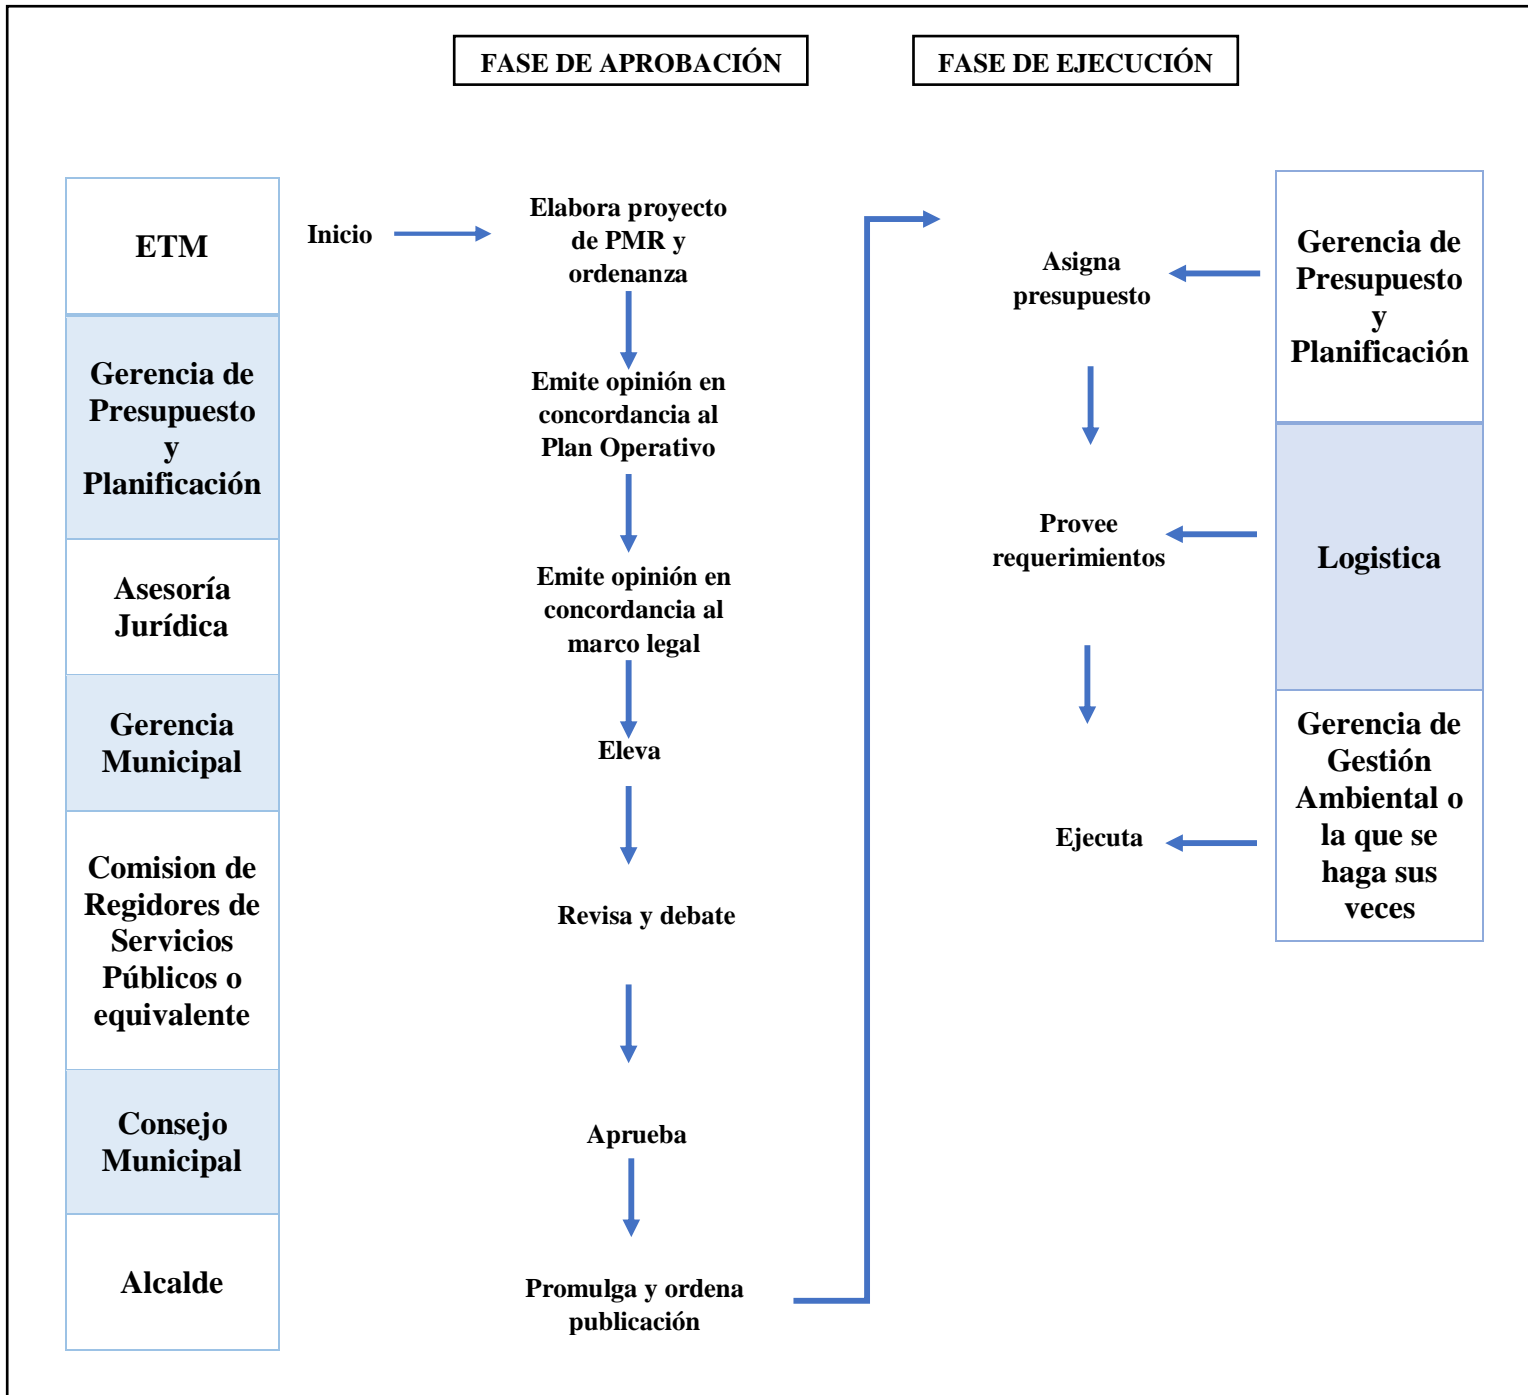 FASE DE APROBACIÓN
FASE DE EJECUCIÓN
ETM
Gerencia de
Presupuesto
y
Planificación
Asesoría
Jurídica
Gerencia
Municipal
Comision de
Regidores de
Servicios
Públicos o
equivalente
Consejo
Municipal
Alcalde
Inicio
Elabora proyecto
de PMR y
ordenanza
Emite opinión en
concordancia al
Plan Operativo
Emite opinión en
concordancia al
marco legal
Eleva
Revisa y debate
Aprueba
Promulga y ordena
publicación
Asigna
presupuesto
Provee
requerimientos
Ejecuta
Gerencia de
Presupuesto
y
Planificación
Logistica
Gerencia de
Gestión
Ambiental o
la que se
haga sus
veces